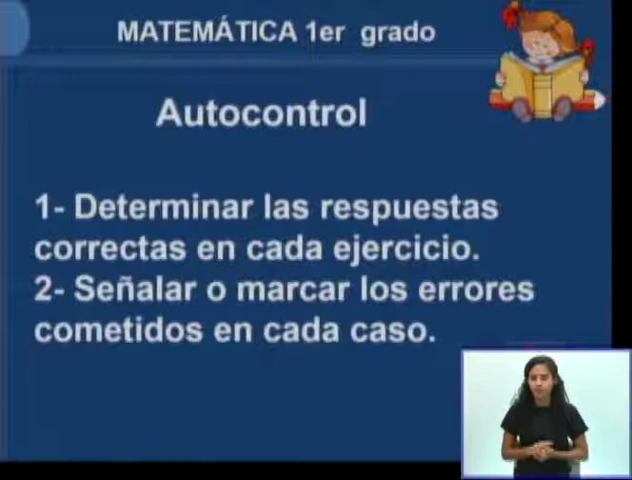 MATEMÁTICA 1er grado
Autocontrol
1- Determinar las respuestas
correctas en cada ejercicio.
2- Señalar o marcar los errores
cometidos en cada caso.